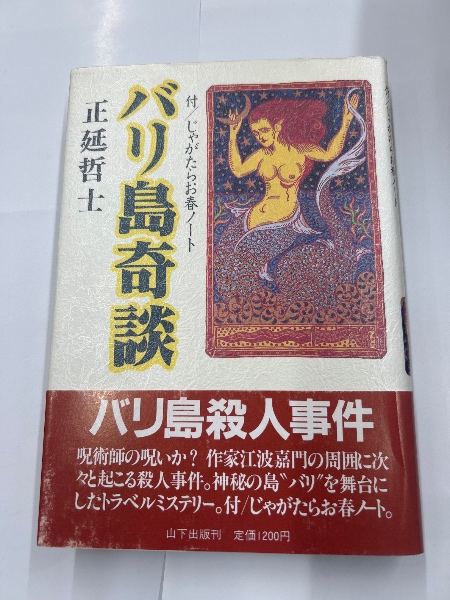 バリ島奇談
付/じゃがたらお春ノート
正延哲士
バリ島殺人事件
呪術師の呪いか? 作家江波嘉門の周囲に次
々と起こる殺人事件。神秘の島〝バリ〟を舞台に
したトラベルミステリー。付/じゃがたらお春ノート。
山下出版刊 定価1200円